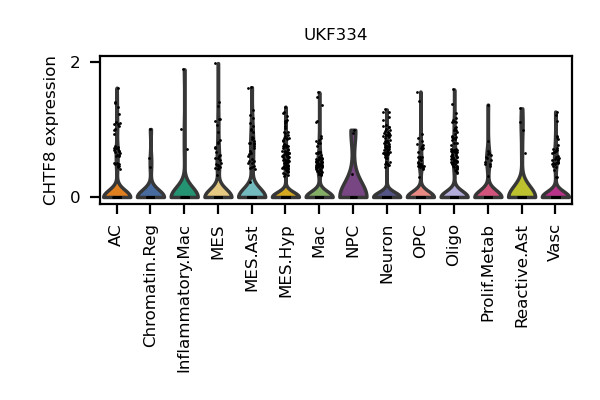 UKF334
CHTF8 expression
2
0
AC
Chromatin.Reg
Inflammatory.Mac
MES
MES.Ast
MES.Hyp
Mac
NPC
Neuron
OPC
Oligo
Prolif.Metab
Reactive.Ast
Vasc